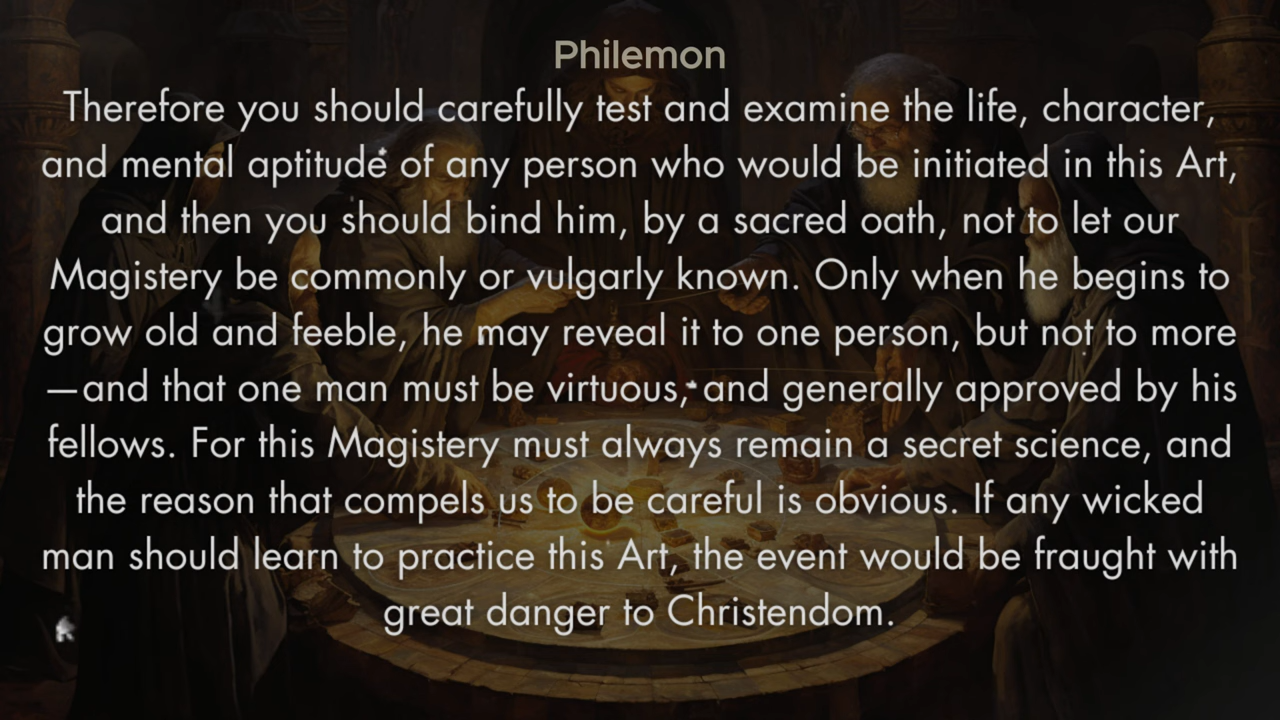 Philemon
Therefore you should carefully test and examine the life, character,
and mental aptitude of any person who would be initiated in this Art,
and then you should bind him, by a sacred oath, not to let our
Magistery be commonly or vulgarly known. Only when he begins to
grow old and feeble, he may reveal it to one person, but not to more
—and that one man must be virtuous, and generally approved by his
fellows. For this Magistery must always remain a secret science, and
the reason that compels us to be careful is obvious. If any wicked
man should learn to practice this Art, the event would be fraught with
great danger to Christendom.